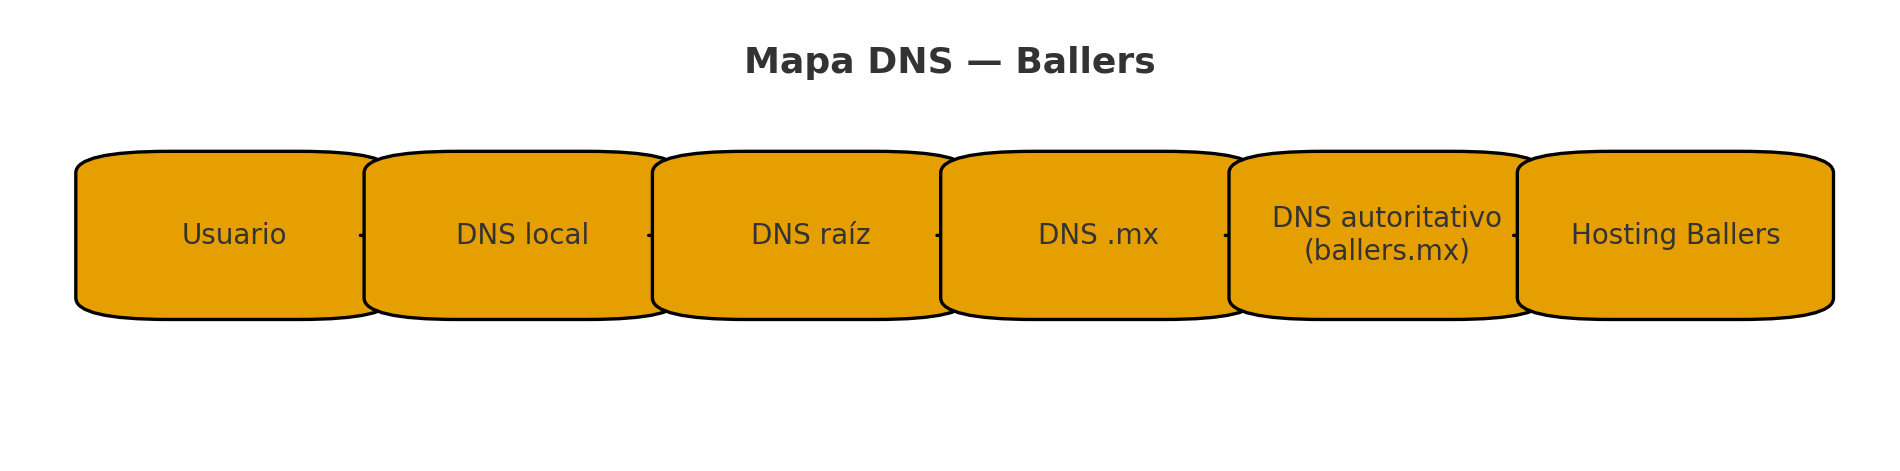 Mapa DNS — Ballers
Usuario
DNS local
DNS raíz
DNS .mx
DNS autoritativo
(ballers.mx)
Hosting Ballers